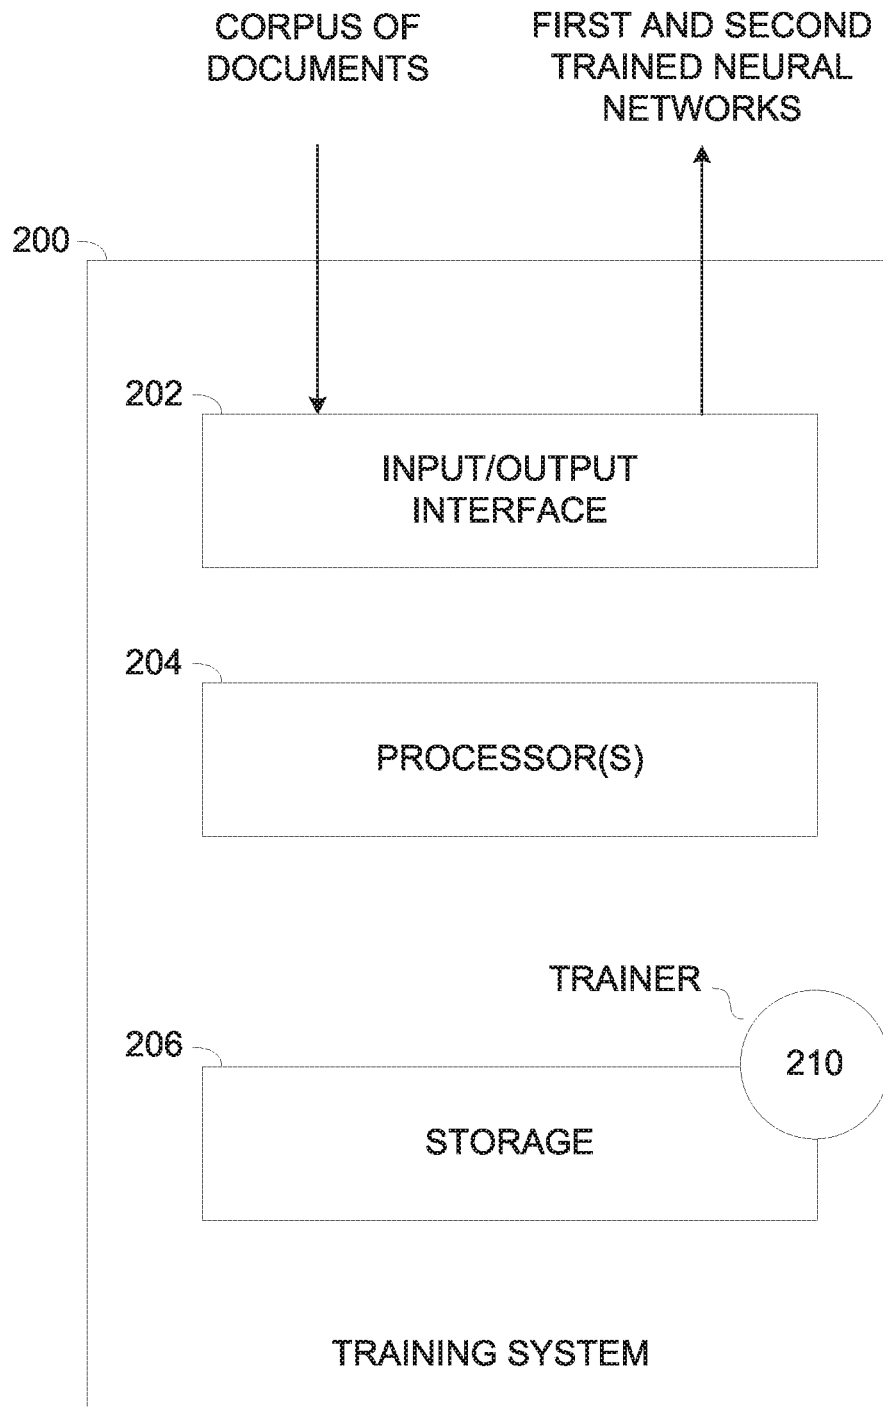 CORPUS OF
DOCUMENTS
FIRST AND SECOND
TRAINED NEURAL
NETWORKS
200
202
INPUT/OUTPUT
INTERFACE
204
PROCESSOR(S)
TRAINER
206
210
STORAGE
TRAINING SYSTEM